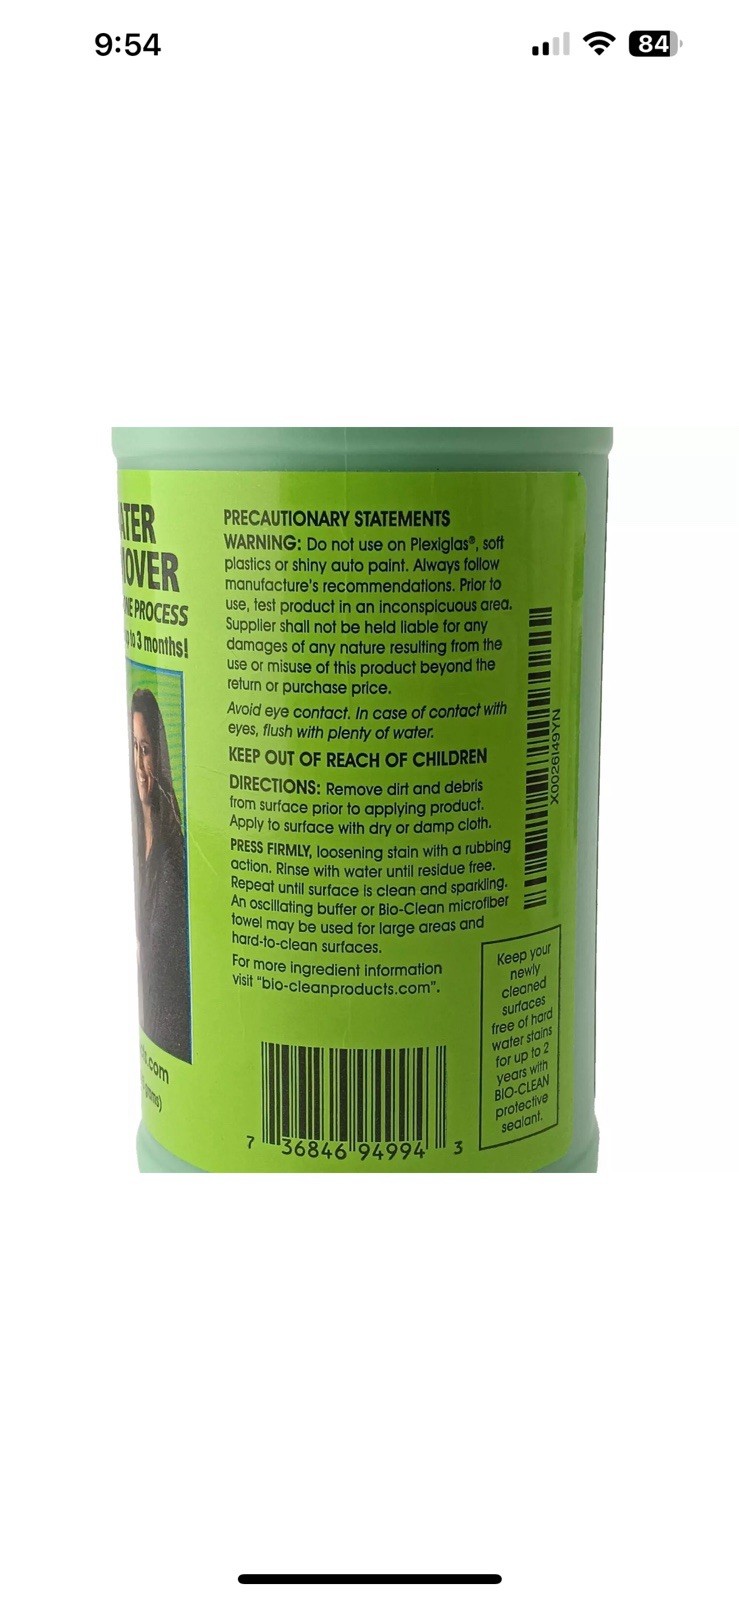 9:54
84
ATER
OVER
NE PROCESS
up to 3 months!
.com
PRECAUTIONARY STATEMENTS
WARNING: Do not use on Plexiglas®, soft
plastics or shiny auto paint. Always follow
manufacture's recommendations. Prior to
use, test product in an inconspicuous area.
Supplier shall not be held liable for any
damages of any nature resulting from the
use or misuse of this product beyond the
return or purchase price.
Avoid eye contact. In case of contact with
eyes, flush with plenty of water.
KEEP OUT OF REACH OF CHILDREN
DIRECTIONS: Remove dirt and debris
from surface prior to applying product.
Apply to surface with dry or damp cloth.
PRESS FIRMLY, loosening stain with a rubbing
action. Rinse with water until residue free.
Repeat until surface is clean and sparkling.
An oscillating buffer or Bio-Clean microfiber
towel may be used for large areas and
hard-to-clean surfaces.
For more ingredient information
visit "bio-cleanproducts.com".
7 36846 94994 3
X0026149YN
Keep your
newly
cleaned
surfaces
free of hard
water stains
for up to 2
years with
BIO-CLEAN
protective
sealant.